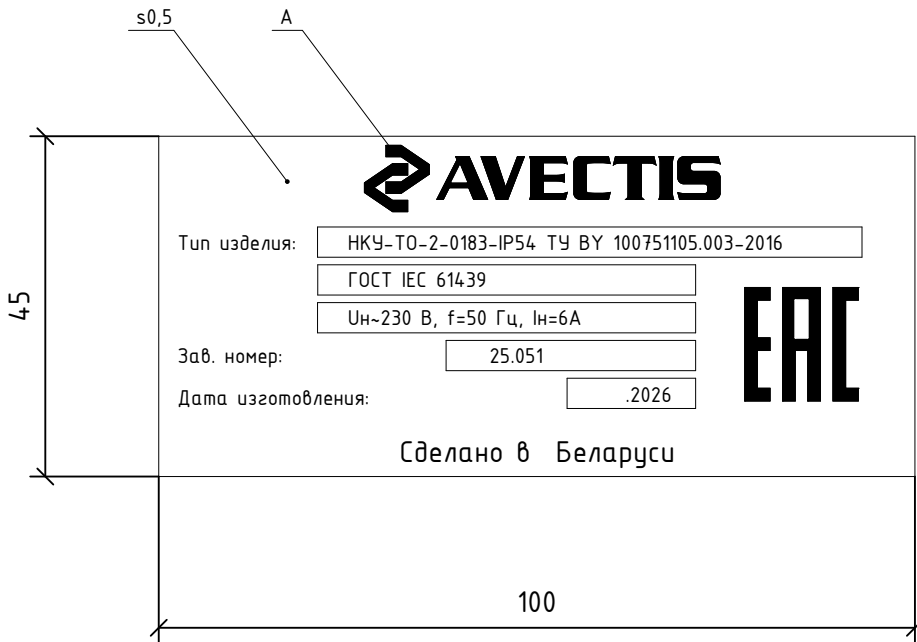 s0,5
А
AVECTIS
Тип изделия: НКУ-ТО-2-0183-IP54 ТУ BY 100751105.003-2016
ГОСТ IEC 61439
Uн~230 В, f=50 Гц, Iн=6А
45
EAC
Зав. номер: 25.051
Дата изготовления: .2026
Сделано в Беларуси
100